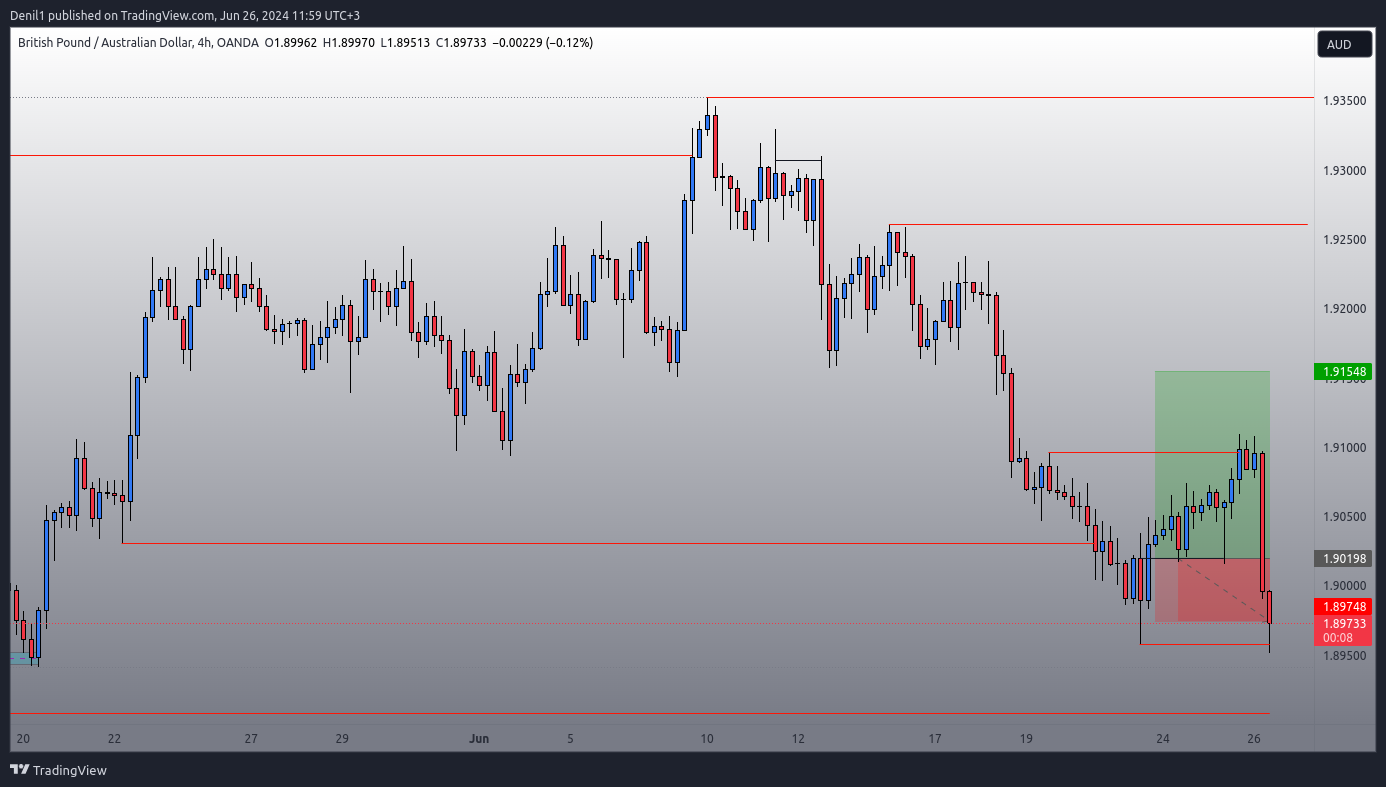 Denil1 published on TradingView.com, Jun 26, 2024 11:59 UTC+3
British Pound / Australian Dollar, 4h, OANDA O1.89962 H1.89970 L1.89513 C1.89733 −0.00229 (−0.12%)
AUD
1.93500
1.93000
1.92500
1.92000
1.91548
1.91500
1.91000
1.90500
1.90198
1.90000
1.89748
1.89733
00:08
1.89500
20 22 27 29 Jun 5 10 12 17 19 24 26
TradingView